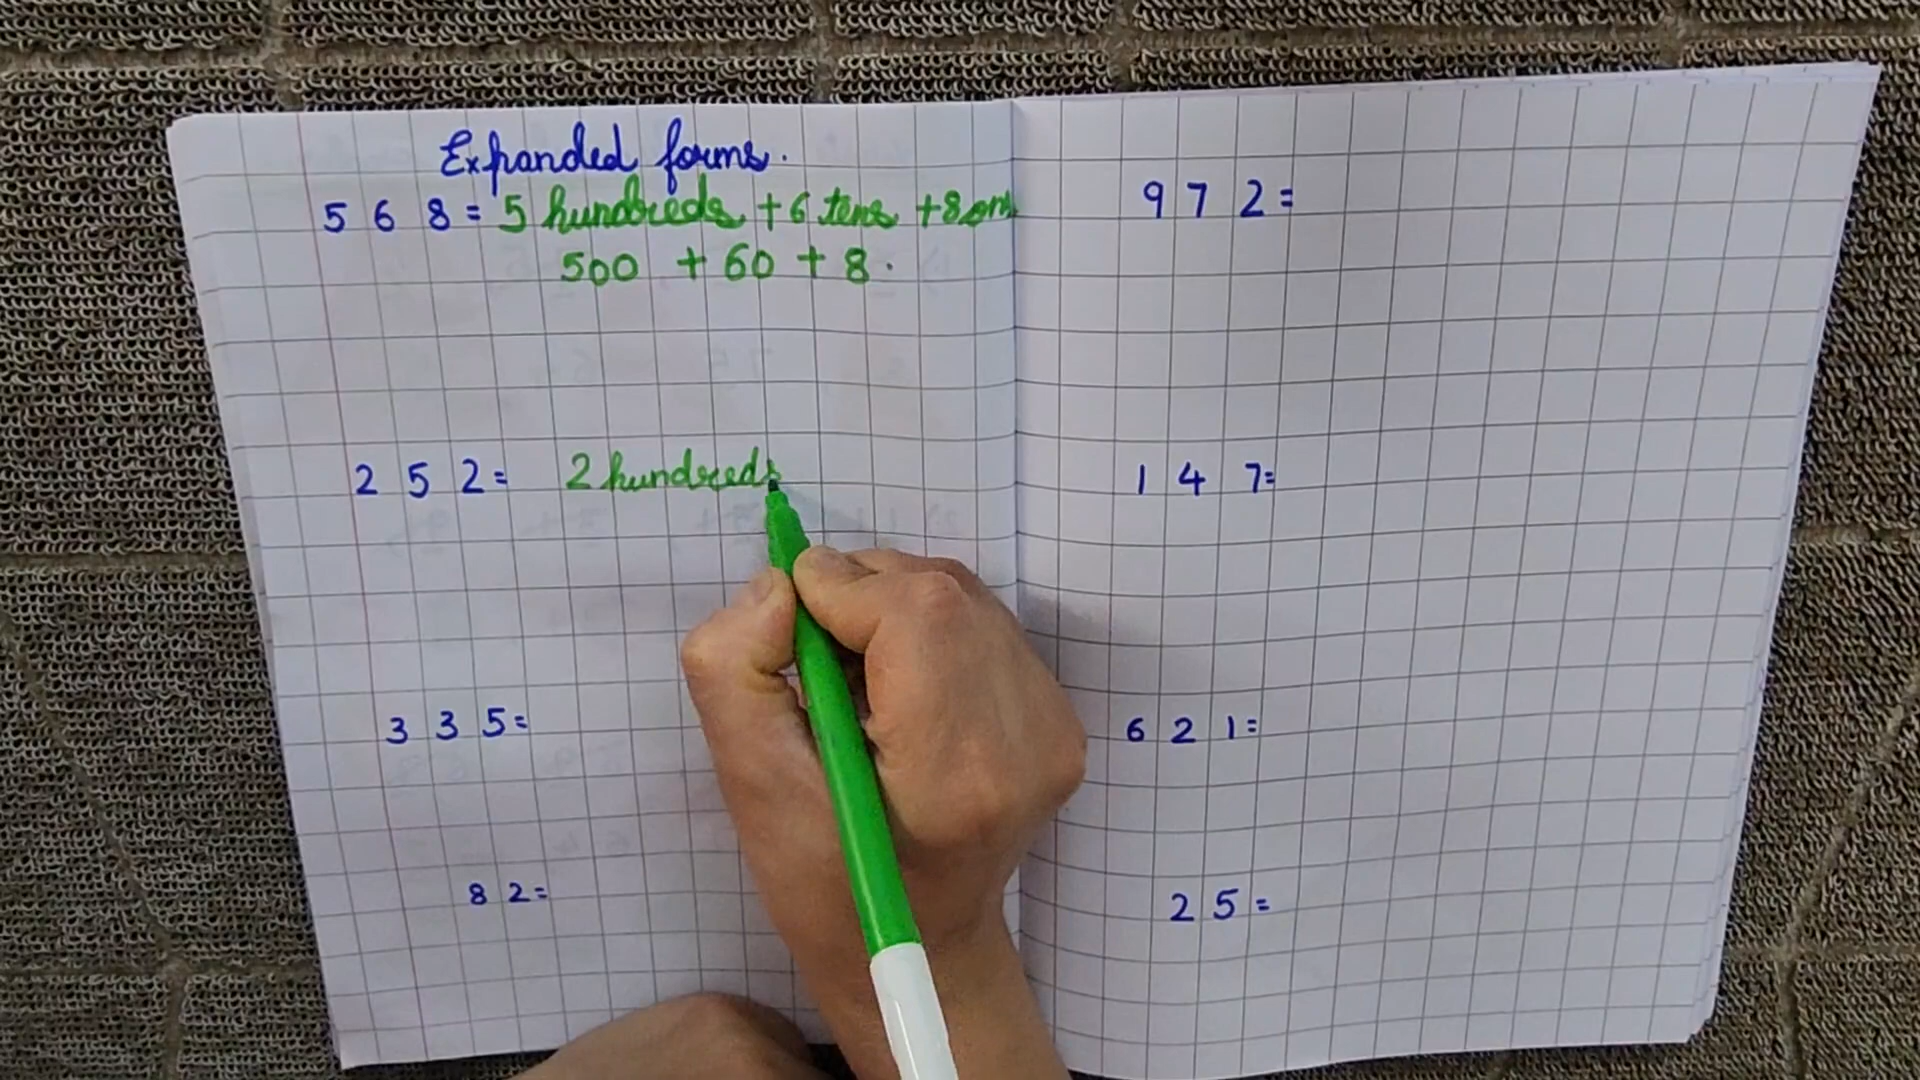 Expanded forms.
5 6 8 = 5 hundreds + 6 tens + 8 ons
500 + 60 + 8.
2 5 2 = 2 hundreds
3 3 5 =
8 2 =
9 7 2 =
1 4 7 =
6 2 1 =
2 5 =